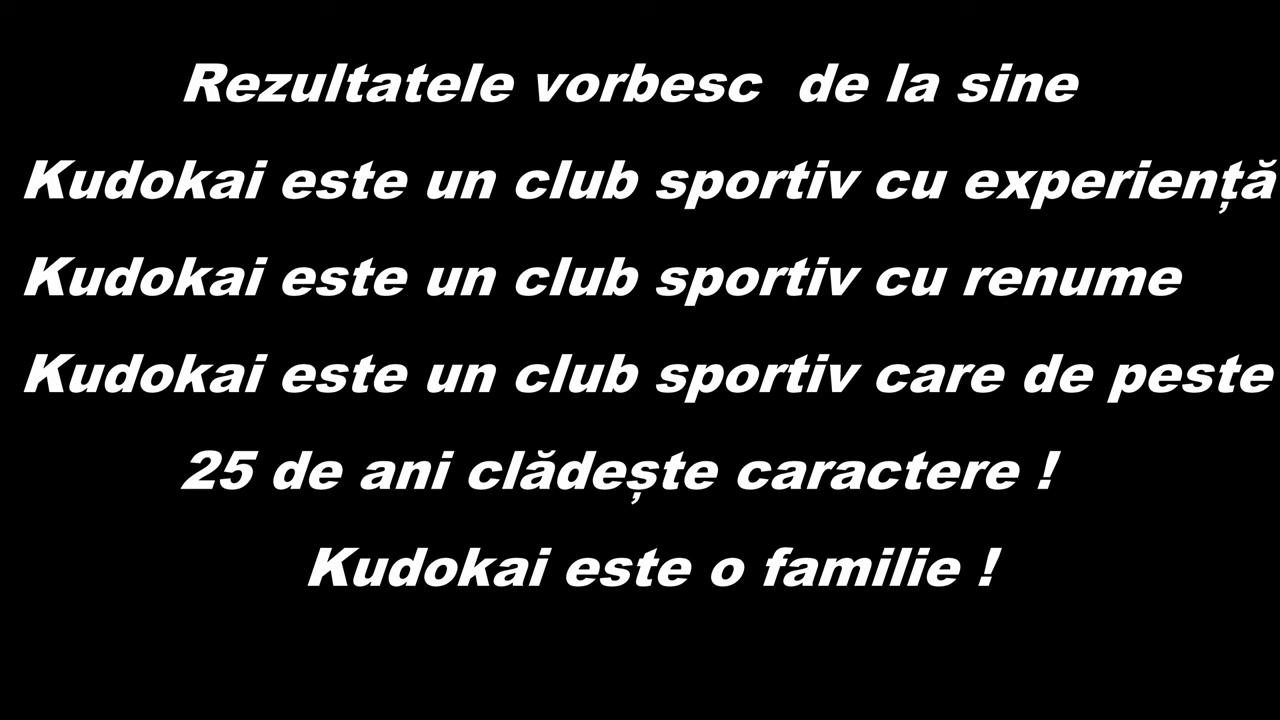 Rezultatele vorbesc de la sine
Kudokai este un club sportiv cu experiență
Kudokai este un club sportiv cu renume
Kudokai este un club sportiv care de peste
25 de ani clădește caractere !
Kudokai este o familie !